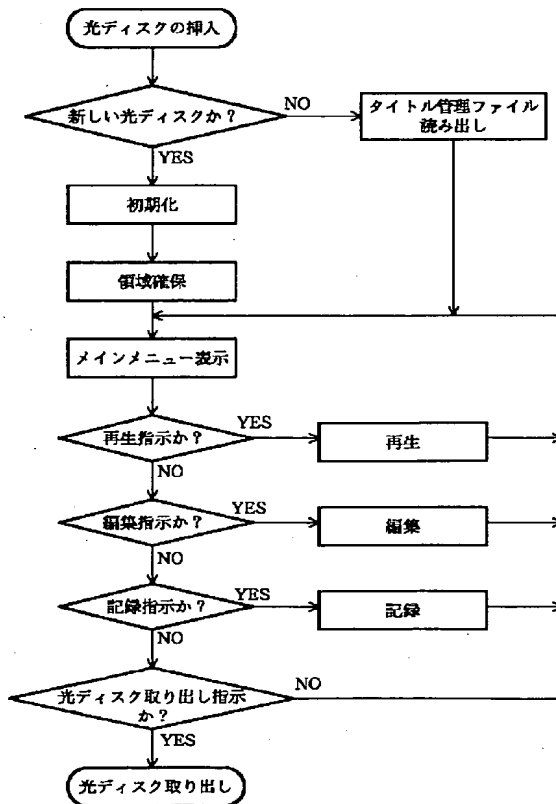 光ディスクの挿入
新しい光ディスクか？
NO
タイトル管理ファイル
読み出し
YES
初期化
領域確保
メインメニュー表示
再生指示か？
YES
再生
NO
編集指示か？
YES
編集
NO
記録指示か？
YES
記録
NO
光ディスク取り出し指示
か？
NO
YES
光ディスク取り出し